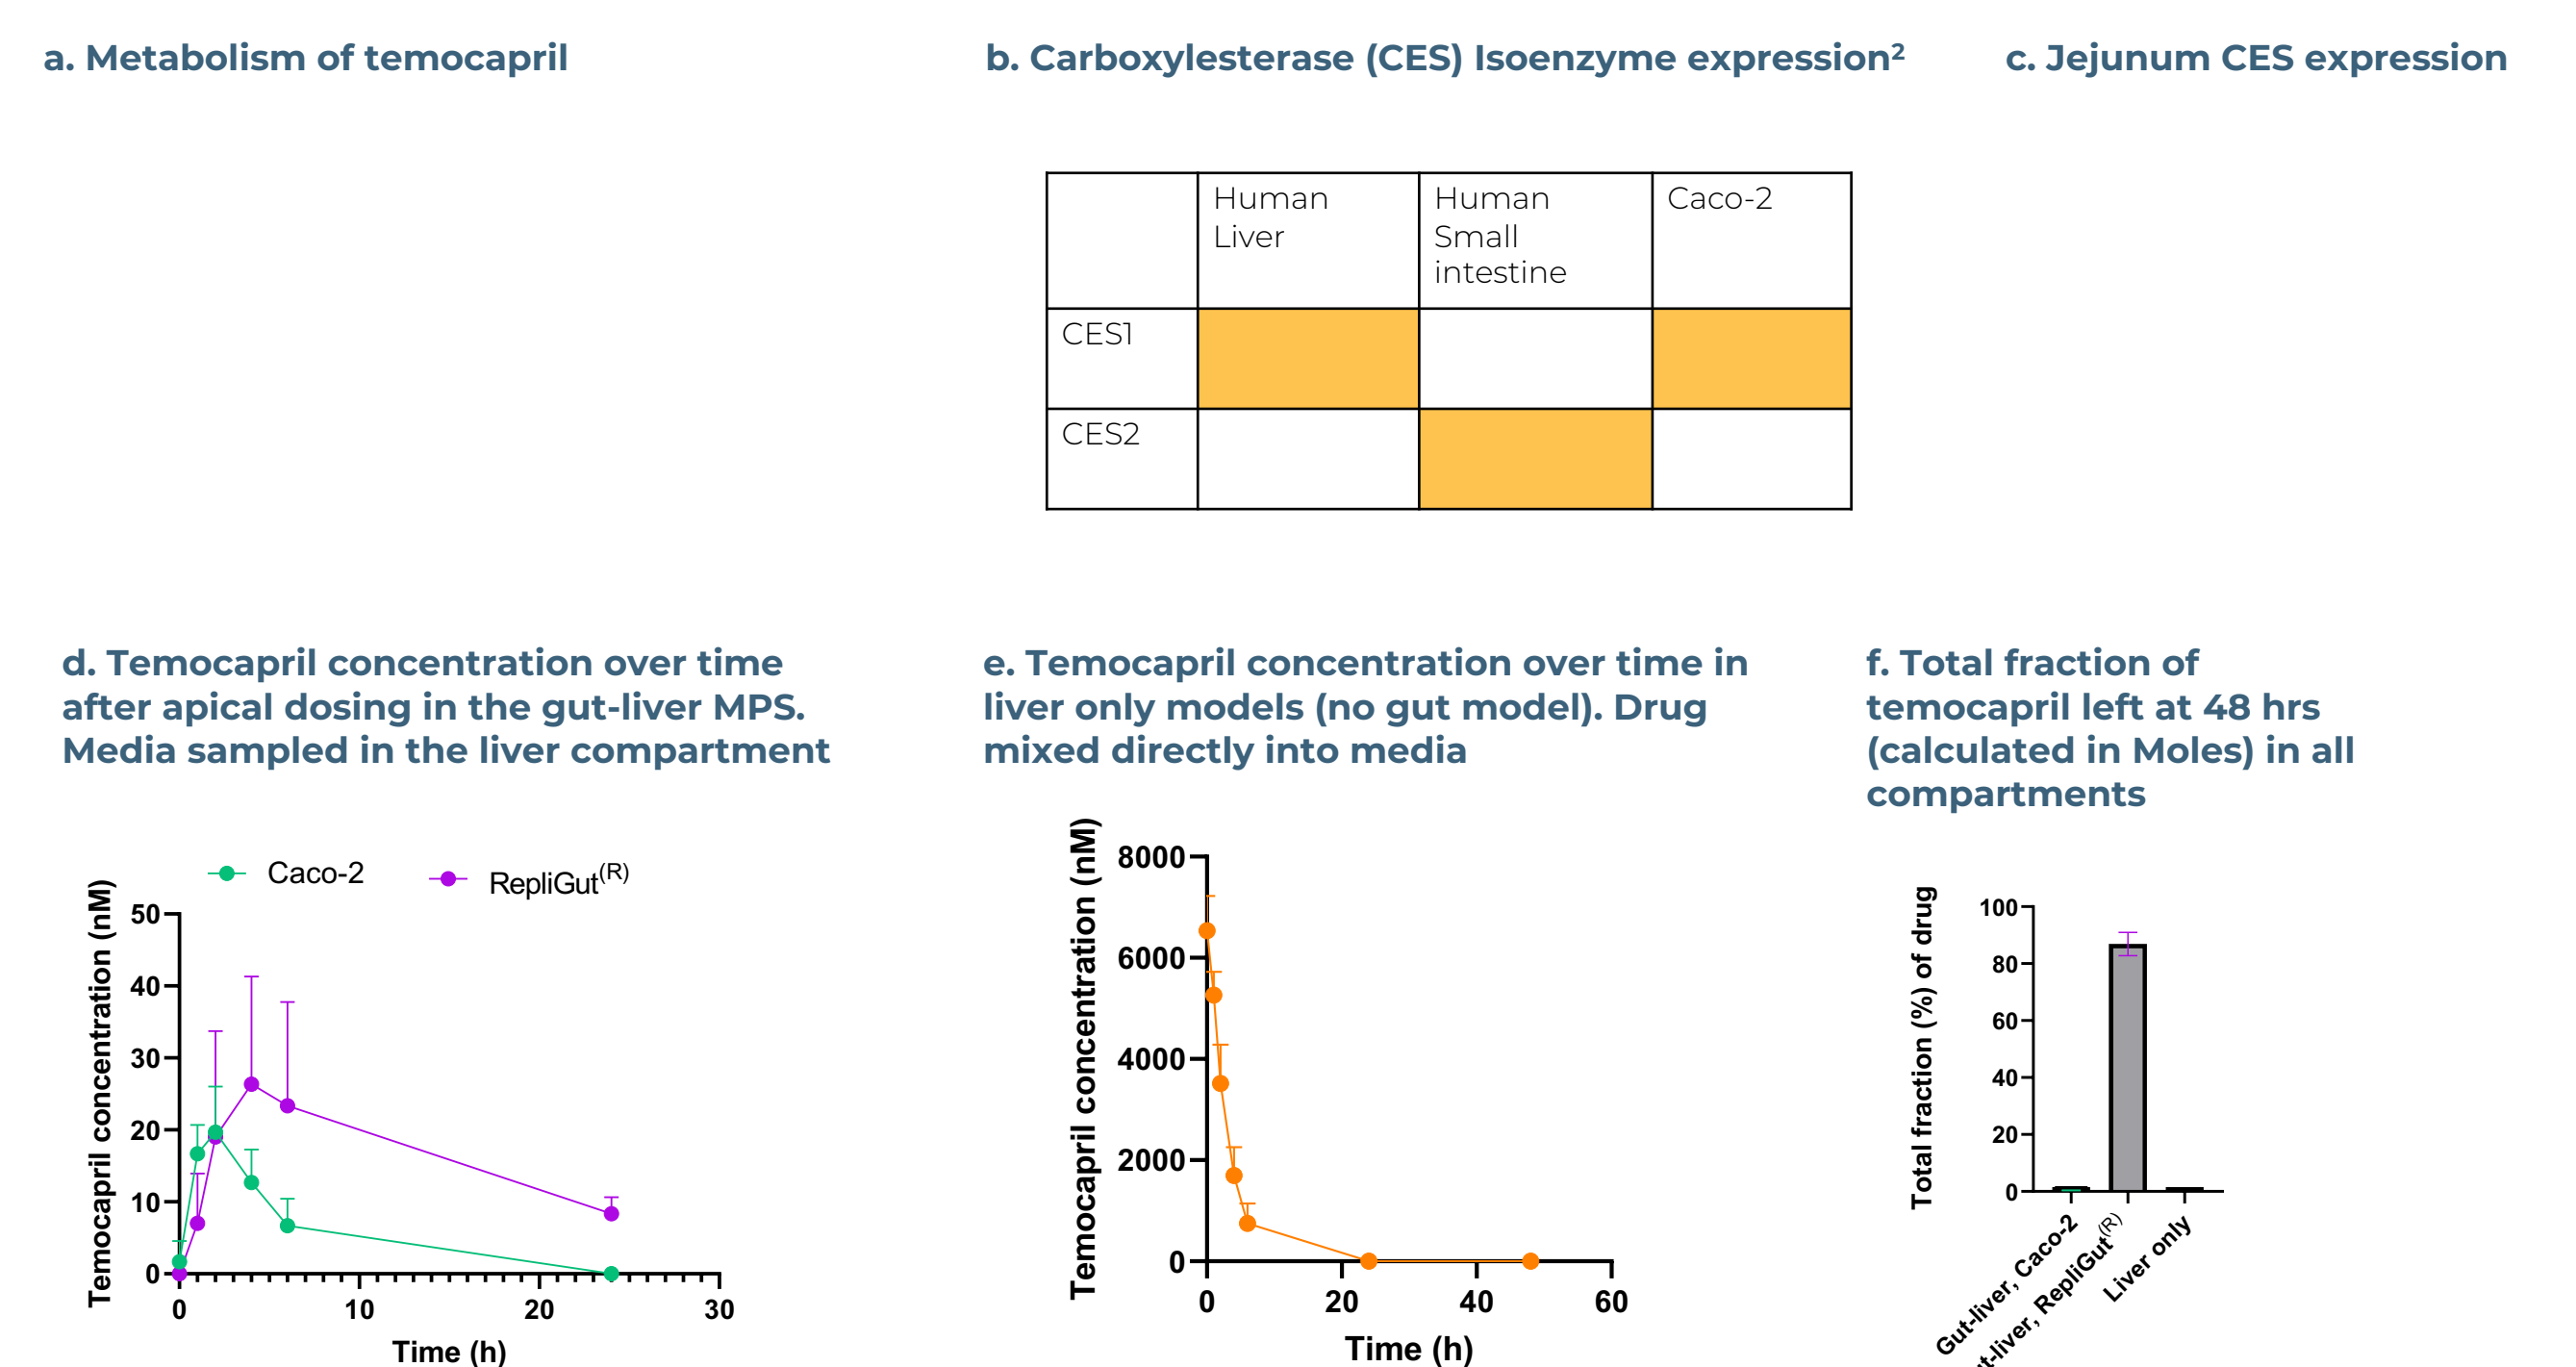 a. Metabolism of temocapril
b. Carboxylesterase (CES) Isoenzyme expression²
c. Jejunum CES expression
Human
Liver
Human
Small
intestine
Caco-2
CES1
CES2
d. Temocapril concentration over time
after apical dosing in the gut-liver MPS.
Media sampled in the liver compartment
Caco-2
RepliGut(R)
Temocapril concentration (nM)
50
40
30
20
10
0
0
10
20
30
Time (h)
e. Temocapril concentration over time in
liver only models (no gut model). Drug
mixed directly into media
Temocapril concentration (nM)
8000
6000
4000
2000
0
0
20
40
60
Time (h)
f. Total fraction of
temocapril left at 48 hrs
(calculated in Moles) in all
compartments
Total fraction (%) of drug
100
80
60
40
20
0
Gut-liver, Caco-2
ut-liver, RepliGut(R)
Liver only